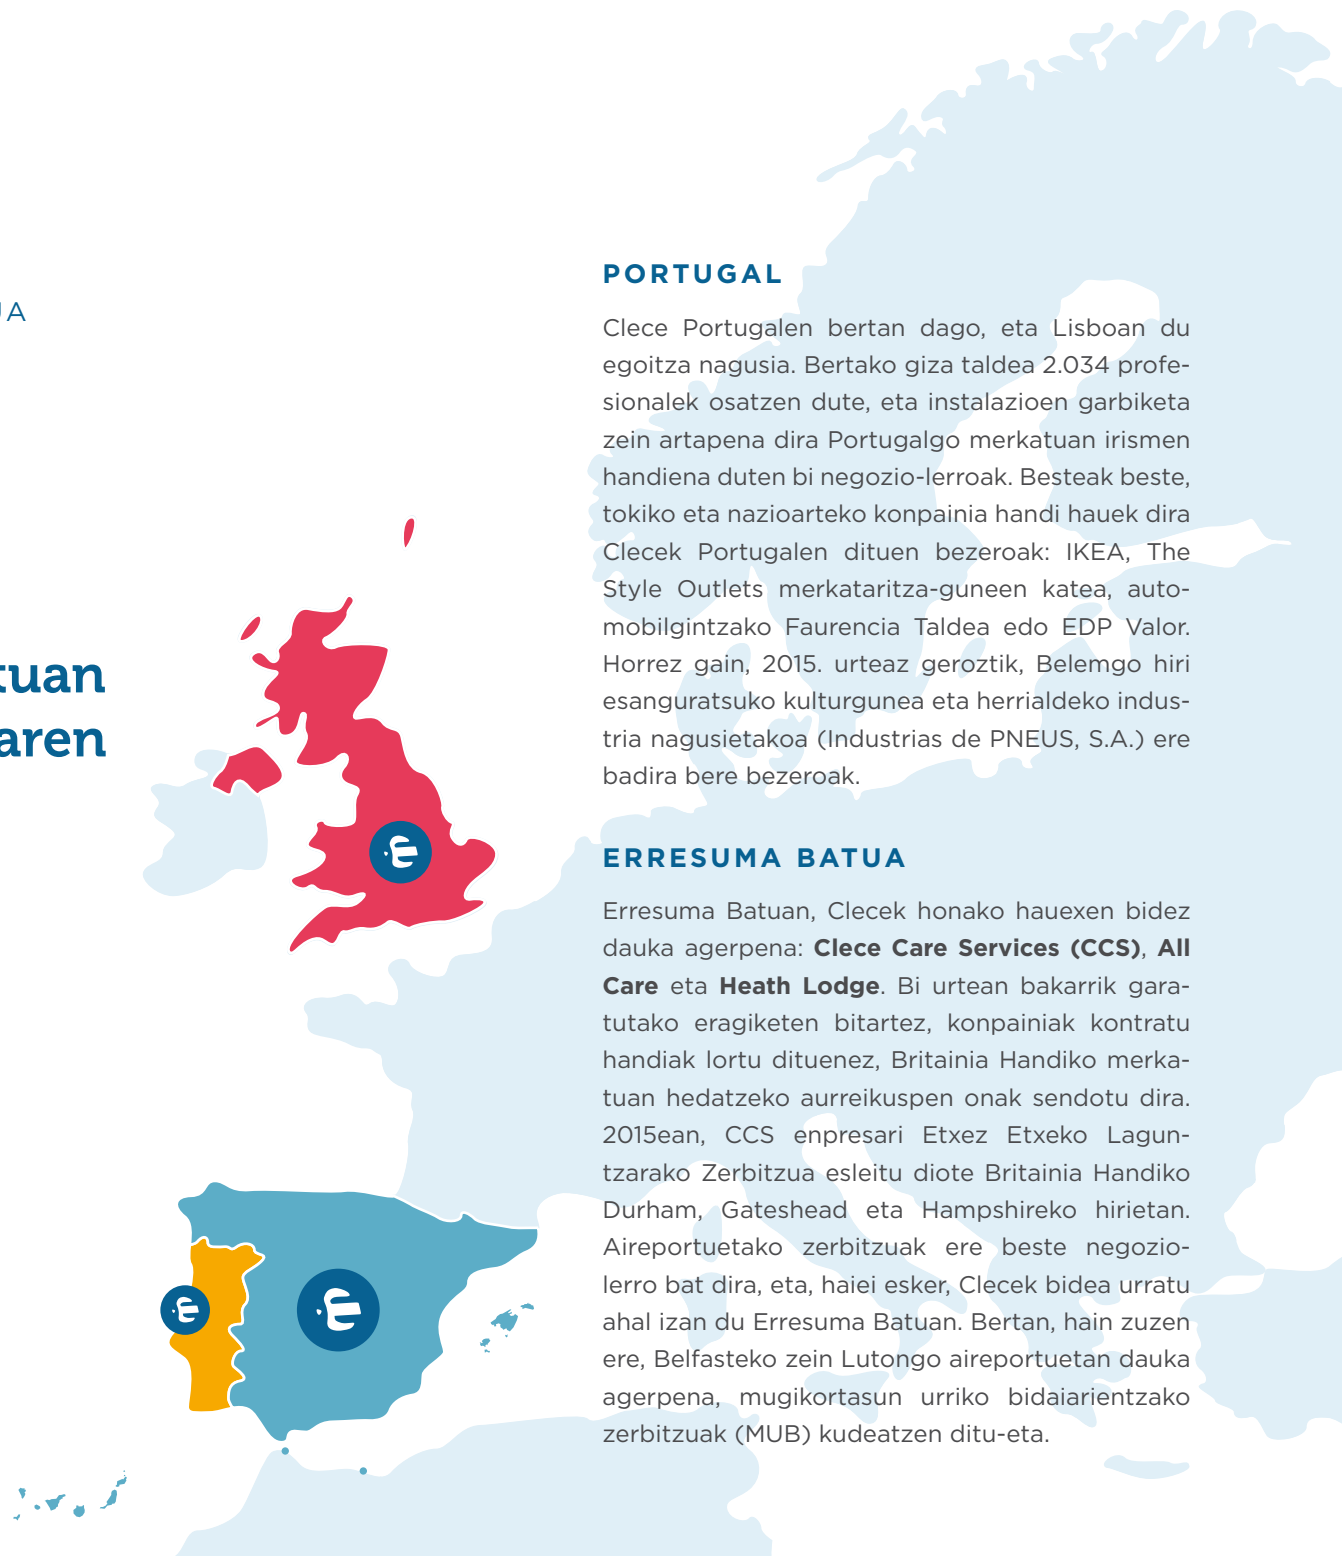 UA
tuan
aren
PORTUGAL
Clece Portugalen bertan dago, eta Lisboan du
egoitza nagusia. Bertako giza taldea 2.034 profe-
sionalek osatzen dute, eta instalazioen garbiketa
zein artapena dira Portugalgo merkatuan irismen
handiena duten bi negozio-lerroak. Besteak beste,
tokiko eta nazioarteko konpainia handi hauek dira
Clecek Portugalen dituen bezeroak: IKEA, The
Style Outlets merkataritza-guneen katea, auto-
mobilgintzako Faurencia Taldea edo EDP Valor.
Horrez gain, 2015. urteaz geroztik, Belemgo hiri
esanguratsuko kulturgunea eta herrialdeko indus-
tria nagusietakoa (Industrias de PNEUS, S.A.) ere
badira bere bezeroak.
ERRESUMA BATUA
Erresuma Batuan, Clecek honako hauexen bidez
dauka agerpena: Clece Care Services (CCS), All
Care eta Heath Lodge. Bi urtean bakarrik gara-
tutako eragiketen bitartez, konpainiak kontratu
handiak lortu dituenez, Britainia Handiko merka-
tuan hedatzeko aurreikuspen onak sendotu dira.
2015ean, CCS enpresari Etxez Etxeko Lagun-
tzarako Zerbitzua esleitu diote Britainia Handiko
Durham, Gateshead eta Hampshireko hirietan.
Aireportuetako zerbitzuak ere beste negozio-
lerro bat dira, eta, haiei esker, Clecek bidea urratu
ahal izan du Erresuma Batuan. Bertan, hain zuzen
ere, Belfasteko zein Lutongo aireportuetan dauka
agerpena, mugikortasun urriko bidaiarientzako
zerbitzuak (MUB) kudeatzen ditu-eta.